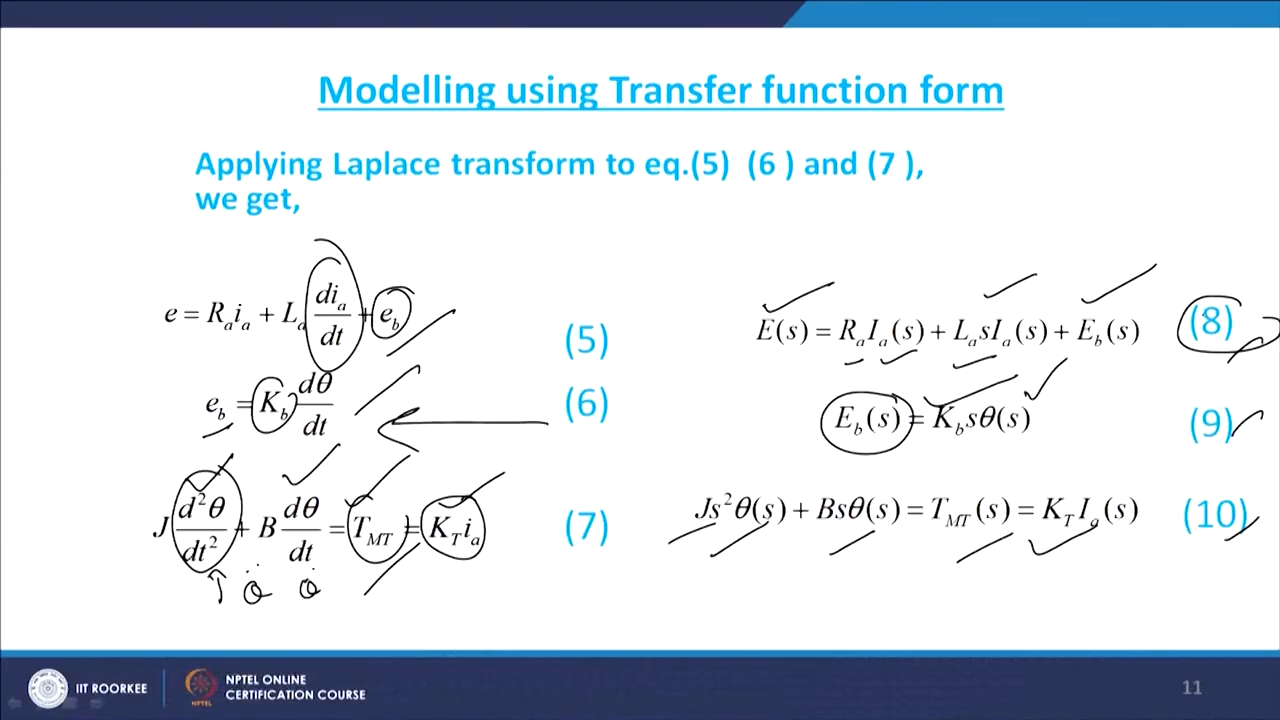 Modelling using Transfer function form
Applying Laplace transform to eq.(5) (6 ) and (7 ),
we get,
e = R_a i_a + L_a di_a/dt + e_b (5)
E(s) = R_a I_a(s) + L_a sI_a(s) + E_b(s) (8)
e_b = K_b dθ/dt (6)
E_b(s) = K_b sθ(s) (9)
J d²θ/dt² + B dθ/dt = T_MT = K_T i_a (7)
Js²θ(s) + Bsθ(s) = T_MT(s) = K_T I_a(s) (10)
IIT ROORKEE
NPTEL ONLINE
CERTIFICATION COURSE
NPTEL
11